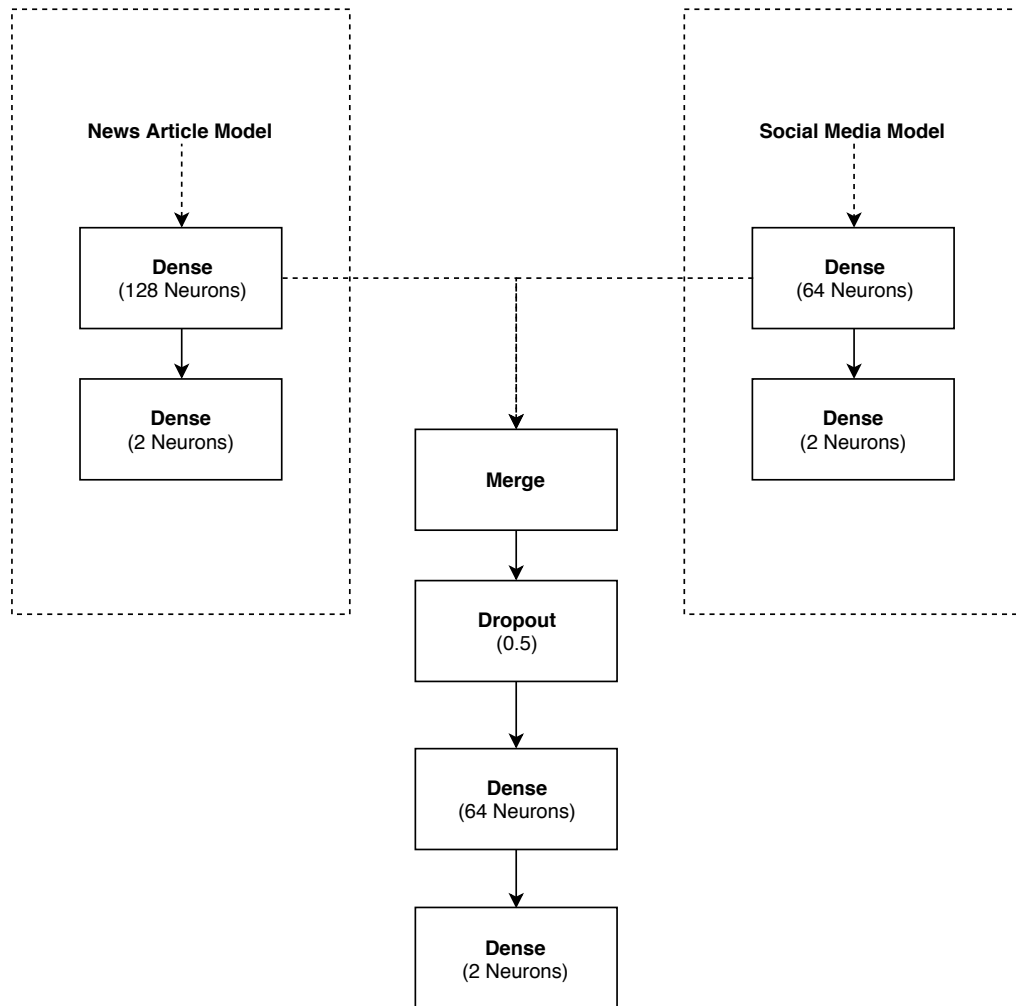 News Article Model
Dense
(128 Neurons)
Dense
(2 Neurons)
Social Media Model
Dense
(64 Neurons)
Dense
(2 Neurons)
Merge
Dropout
(0.5)
Dense
(64 Neurons)
Dense
(2 Neurons)